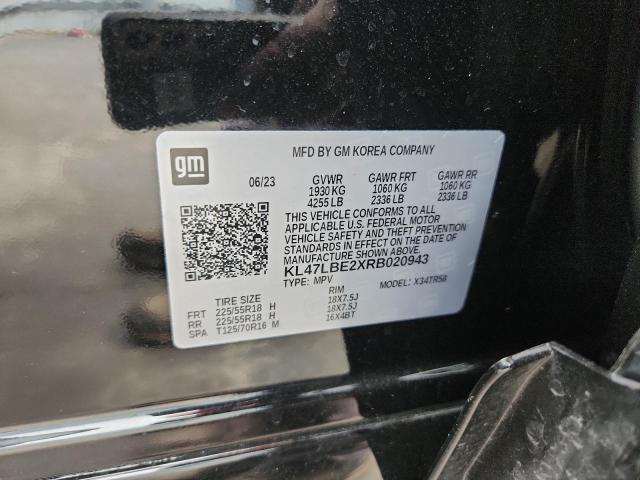 gm
MFD BY GM KOREA COMPANY
06/23 GVWR GAWR FRT GAWR RR
1930 KG 1060 KG 1060 KG
4255 LB 2336 LB 2336 LB
THIS VEHICLE CONFORMS TO ALL
APPLICABLE U.S. FEDERAL MOTOR
VEHICLE SAFETY AND BUMPER
STANDARDS IN EFFECT ON THE DATE OF
MANUFACTURE SHOWN ABOVE.
KL47LBE2XRB020943
TYPE: MPV MODEL: X34TR58
TIRE SIZE RIM
FRT 225/55R18 H 18X7.5J
RR 225/55R18 H 18X7.5J
SPA T125/70R16 M 16X4BT